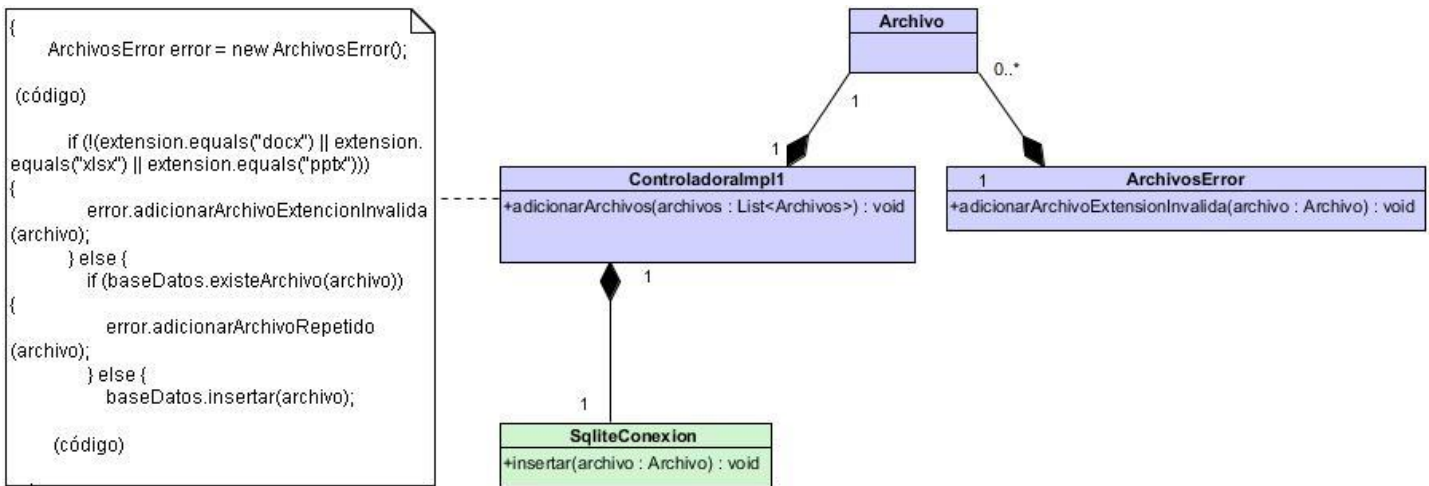 {
ArchivosError error = new ArchivosError();
(código)
if (!(extension.equals("docx") || extension.
equals("xlsx") || extension.equals("pptx")))
{
error.adicionarArchivoExtencionInvalida
(archivo);
} else {
if (baseDatos.existeArchivo(archivo))
{
error.adicionarArchivoRepetido
(archivo);
} else {
baseDatos.insertar(archivo);
(código)
Archivo
0..*
1
1
ControladoraImpl1
+adicionarArchivos(archivos : List<Archivos>) : void
1
ArchivosError
+adicionarArchivoExtensionInvalida(archivo : Archivo) : void
1
1
SqliteConexion
+insertar(archivo : Archivo) : void